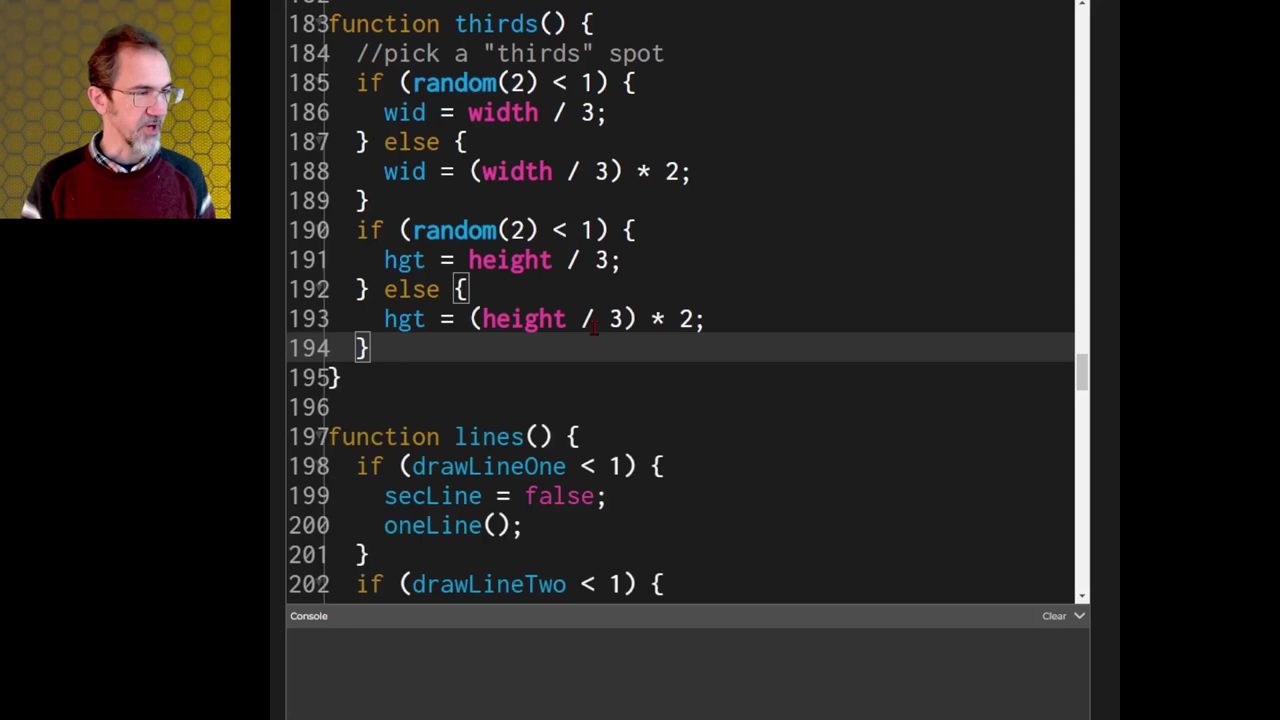 183function thirds() {
184 //pick a "thirds" spot
185 if (random(2) < 1) {
186 wid = width / 3;
187 } else {
188 wid = (width / 3) * 2;
189 }
190 if (random(2) < 1) {
191 hgt = height / 3;
192 } else {
193 hgt = (height / 3) * 2;
194 }
195}
196
197function lines() {
198 if (drawLineOne < 1) {
199 secLine = false;
200 oneLine();
201 }
202 if (drawLineTwo < 1) {
Console Clear